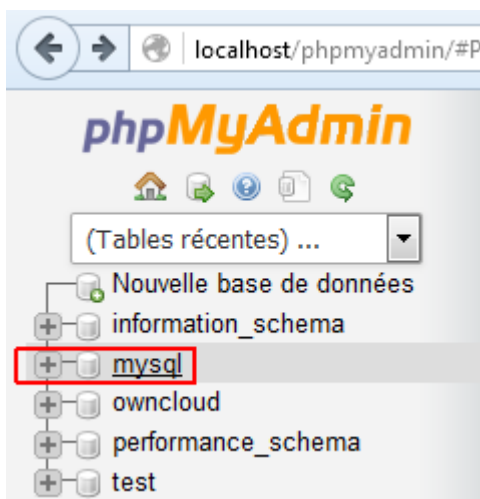 localhost/phpmyadmin/#P
phpMyAdmin
(Tables récentes) ...
Nouvelle base de données
information_schema
mysql
owncloud
performance_schema
test